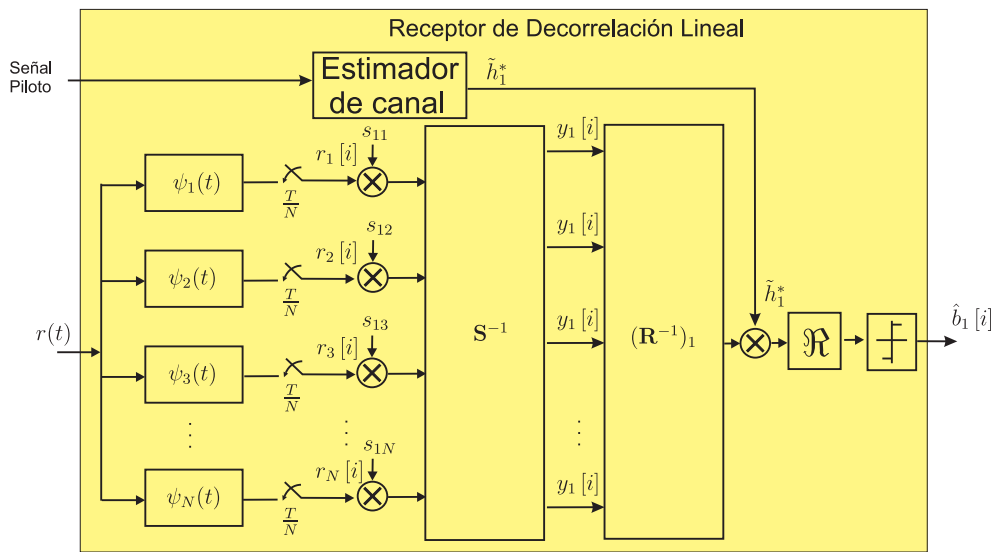 Receptor de Decorrelación Lineal
Señal
Piloto
Estimador
de canal
h̃₁*
s₁₁
r₁[i]
ψ₁(t)
T/N
y₁[i]
s₁₂
r₂[i]
ψ₂(t)
T/N
y₁[i]
h̃₁*
r(t)
s₁₃
r₃[i]
ψ₃(t)
T/N
y₁[i]
S⁻¹
(R⁻¹)₁
ℜ
b̂₁[i]
⋮
⋮
⋮
s₁N
r_N[i]
ψ_N(t)
T/N
y₁[i]